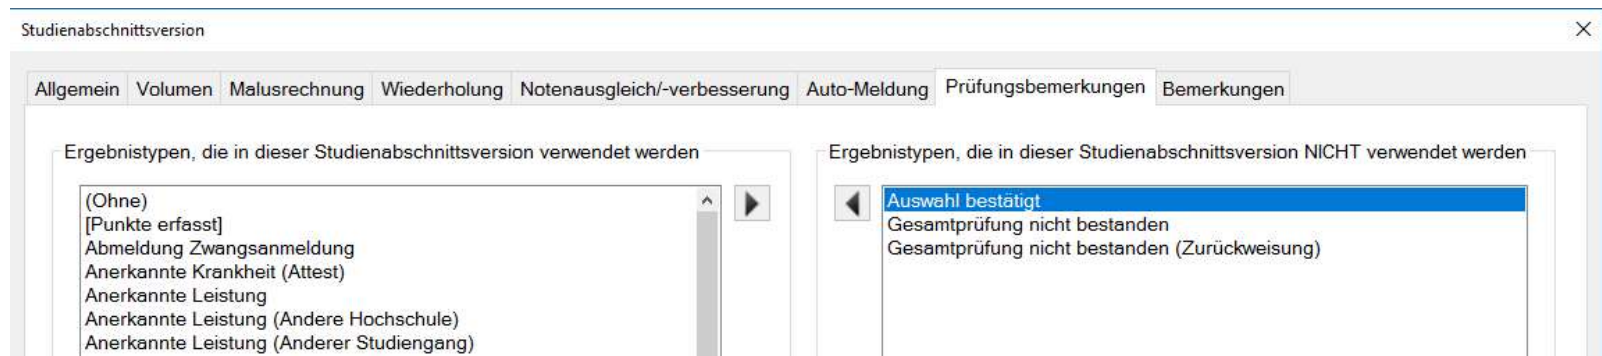 Studienabschnittsversion
Allgemein Volumen Malusrechnung Wiederholung Notenausgleich/-verbesserung Auto-Meldung Prüfungsbemerkungen Bemerkungen
Ergebnistypen, die in dieser Studienabschnittsversion verwendet werden
(Ohne)
[Punkte erfasst]
Abmeldung Zwangsanmeldung
Anerkannte Krankheit (Attest)
Anerkannte Leistung
Anerkannte Leistung (Andere Hochschule)
Anerkannte Leistung (Anderer Studiengang)
Ergebnistypen, die in dieser Studienabschnittsversion NICHT verwendet werden
Auswahl bestätigt
Gesamtprüfung nicht bestanden
Gesamtprüfung nicht bestanden (Zurückweisung)